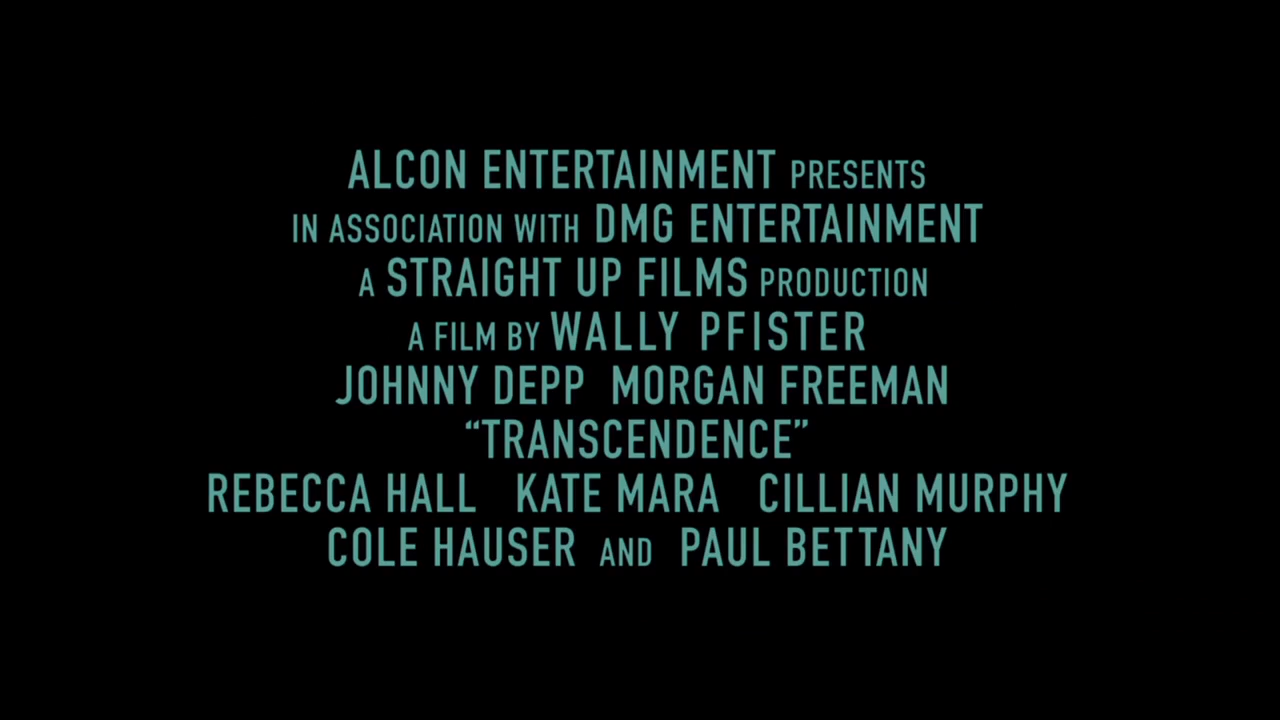 ALCON ENTERTAINMENT PRESENTS
IN ASSOCIATION WITH DMG ENTERTAINMENT
A STRAIGHT UP FILMS PRODUCTION
A FILM BY WALLY PFISTER
JOHNNY DEPP MORGAN FREEMAN
“TRANSCENDENCE”
REBECCA HALL KATE MARA CILLIAN MURPHY
COLE HAUSER AND PAUL BETTANY